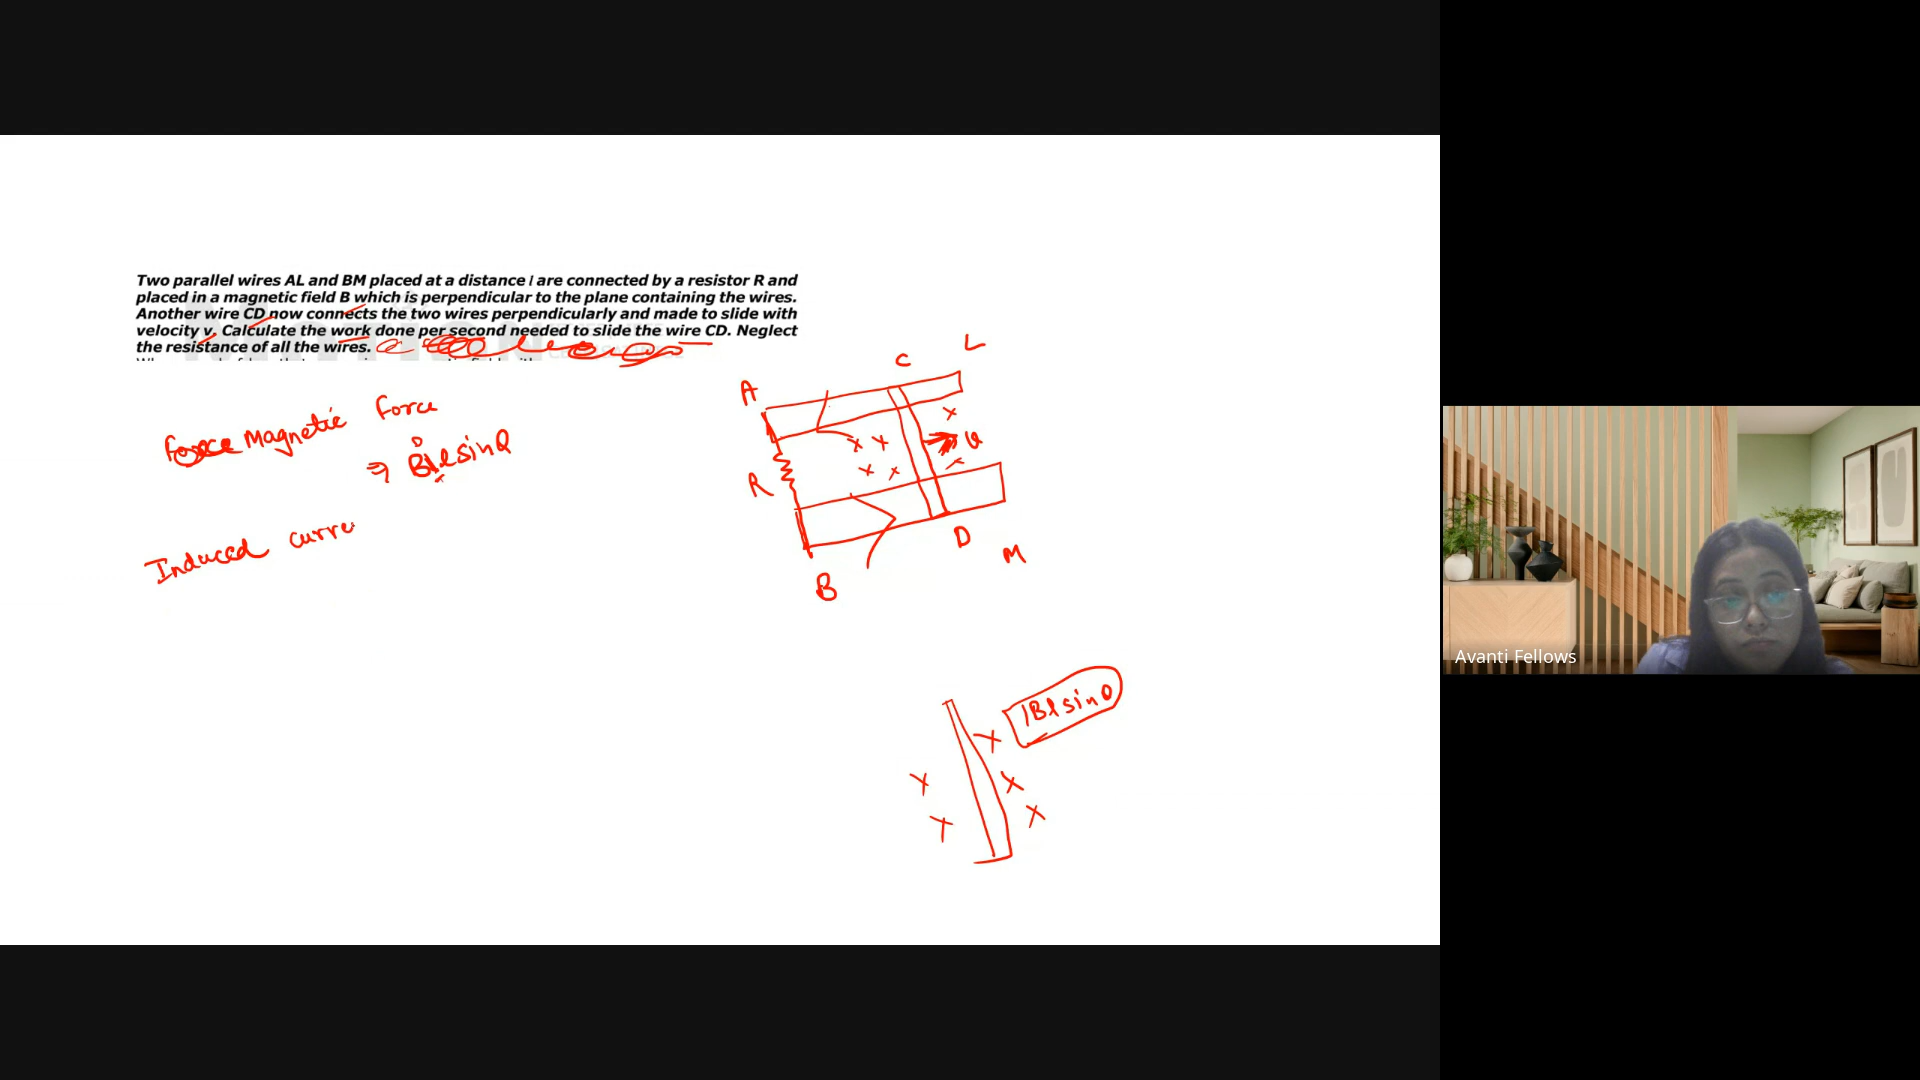 Two parallel wires AL and BM placed at a distance l are connected by a resistor R and
placed in a magnetic field B which is perpendicular to the plane containing the wires.
Another wire CD now connects the two wires perpendicularly and made to slide with
velocity v. Calculate the work done per second needed to slide the wire CD. Neglect
the resistance of all the wires.
Magnetic Force
⇒ Bilsinθ
Induced curre
A
C
L
R
v
B
D
M
iBlsinθ
Avanti Fellows